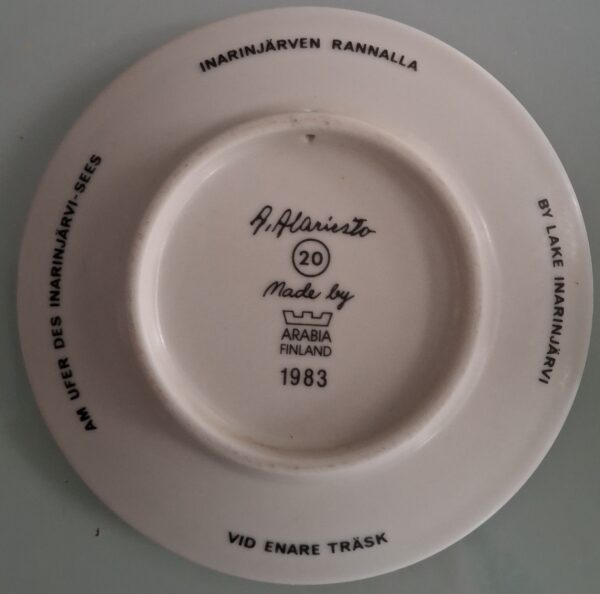 INARINJÄRVEN RANNALLA
BY LAKE INARINJÄRVI
VID ENARE TRÄSK
AM UFER DES INARINJÄRVI-SEES
A. Alariesto
20
Made by
ARABIA
FINLAND
1983